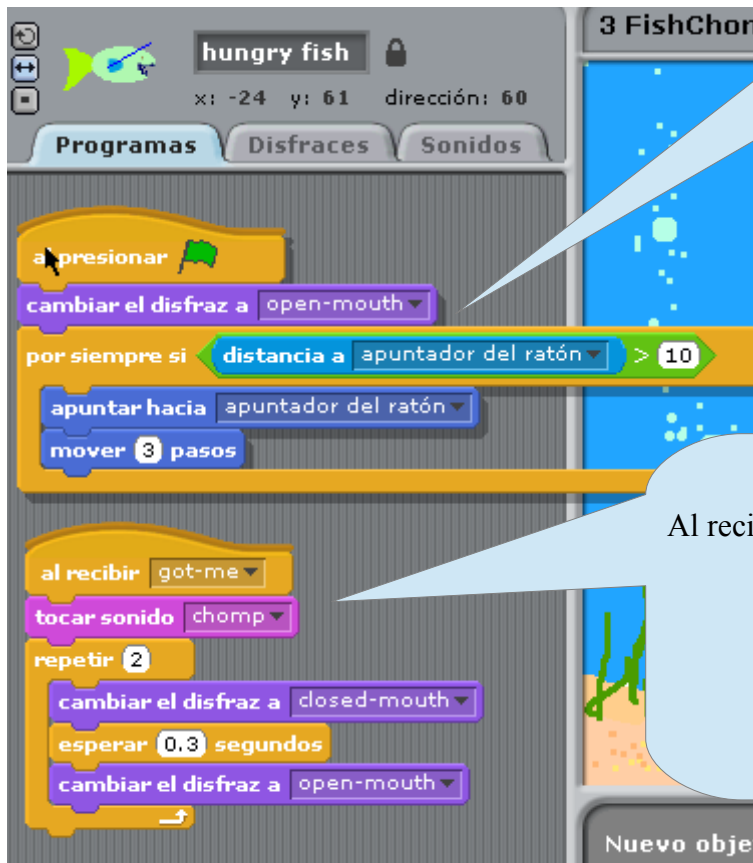 hungry fish
x: -24 y: 61 dirección: 60
Programas Disfraces Sonidos
3 FishChom
al presionar
cambiar el disfraz a open-mouth
por siempre si distancia a apuntador del ratón > 10
apuntar hacia apuntador del ratón
mover 3 pasos
al recibir got-me
tocar sonido chomp
repetir 2
cambiar el disfraz a closed-mouth
esperar 0.3 segundos
cambiar el disfraz a open-mouth
Al reci
Nuevo obje